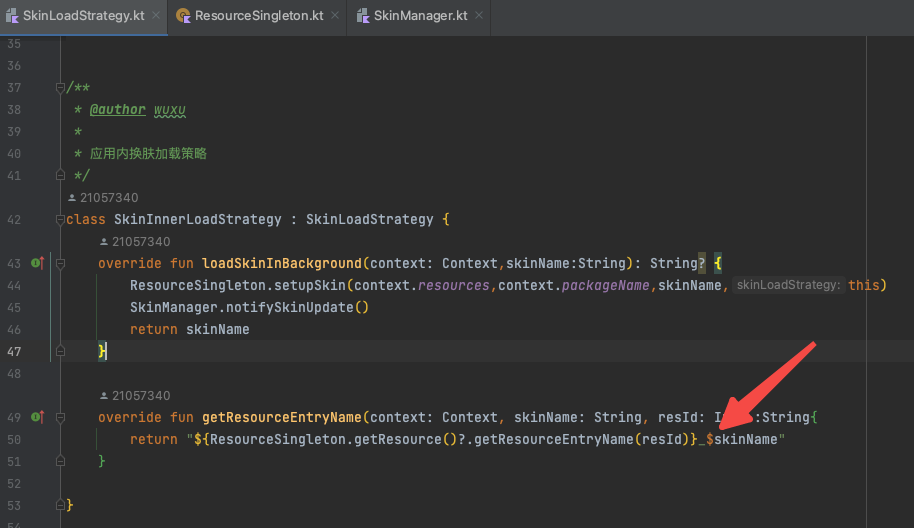 SkinLoadStrategy.kt ResourceSingleton.kt SkinManager.kt
35
36
37 /**
38 * @author wuxu
39 *
40 * 应用内换肤加载策略
41 */
21057340
42 class SkinInnerLoadStrategy : SkinLoadStrategy {
21057340
43 override fun loadSkinInBackground(context: Context,skinName:String): String? {
44 ResourceSingleton.setupSkin(context.resources,context.packageName,skinName, skinLoadStrategy: this)
45 SkinManager.notifySkinUpdate()
46 return skinName
47 }
48
21057340
49 override fun getResourceEntryName(context: Context, skinName: String, resId: :String{
50 return "${ResourceSingleton.getResource()?.getResourceEntryName(resId)}_$skinName"
51 }
52
53 }